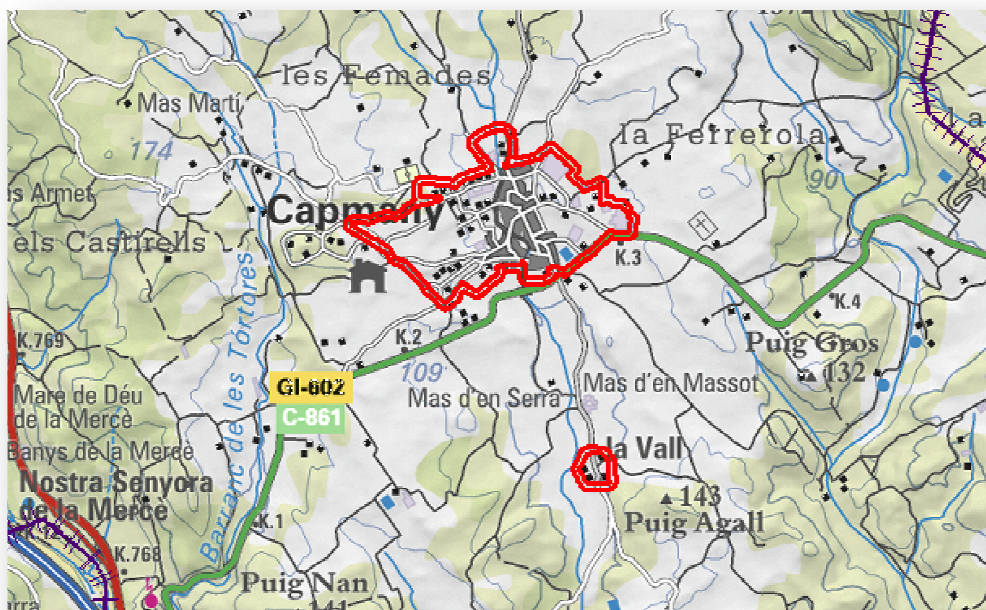 les Femades
Mas Martí
174
la Ferrerola
90
Armet
Capmany
els Castirells
K.3
K.4
K.769
K.2
Puig Gros
109
132
GI-602
C-861
Mas d'en Serra
Mas d'en Massot
Mare de Déu
de la Mercè
Banys de la Mercè
la Vall
Nostra Senyora
de la Mercè
143
Puig Agall
K.1
K.768
Puig Nan
141
Barranc de les Tórtores